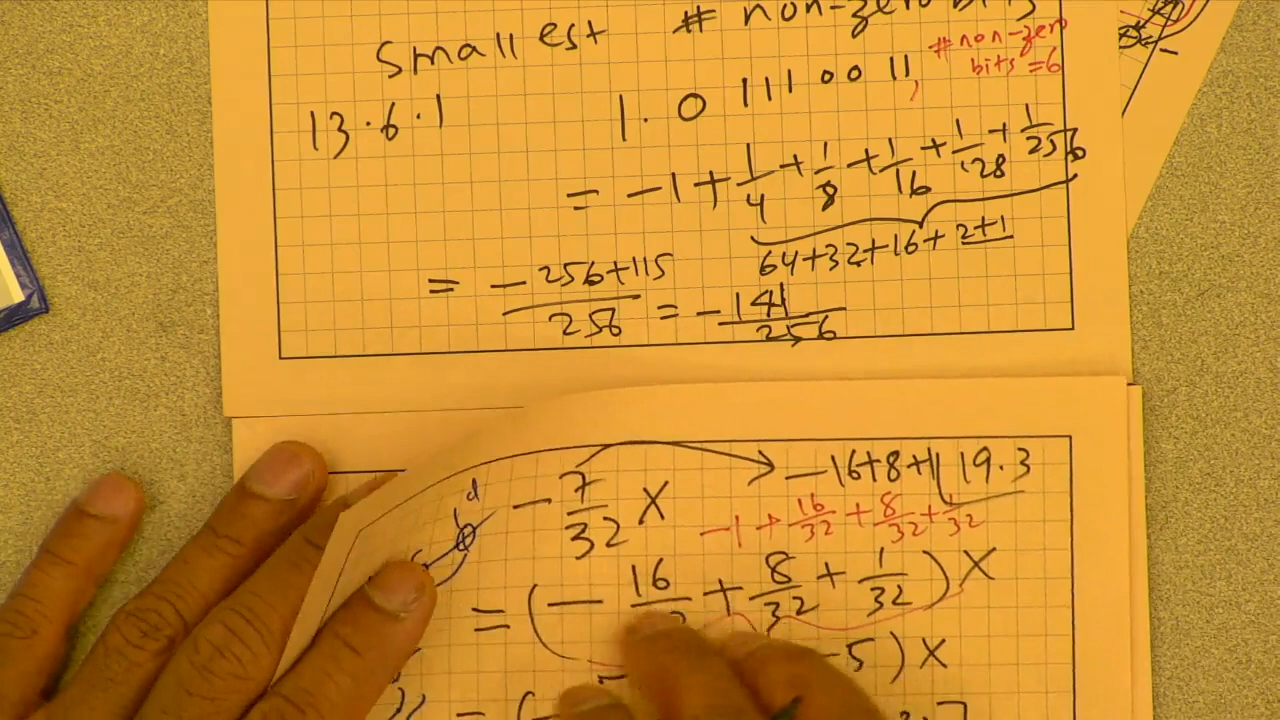 Smallest # non-zero bits
# non-zero
bits = 6
13.6.1 1.0 111 00 11,
= -1 + 1/4 + 1/8 + 1/16 + 1/128 + 1/256
64+32+16+2+1
= -256+115/256 = -141/256
-7/32 X → -16+8+1 19.3
d -1 + 16/32 + 8/32 + 1/32
= (-16/ + 8/32 + 1/32) X
-5) X
= (-